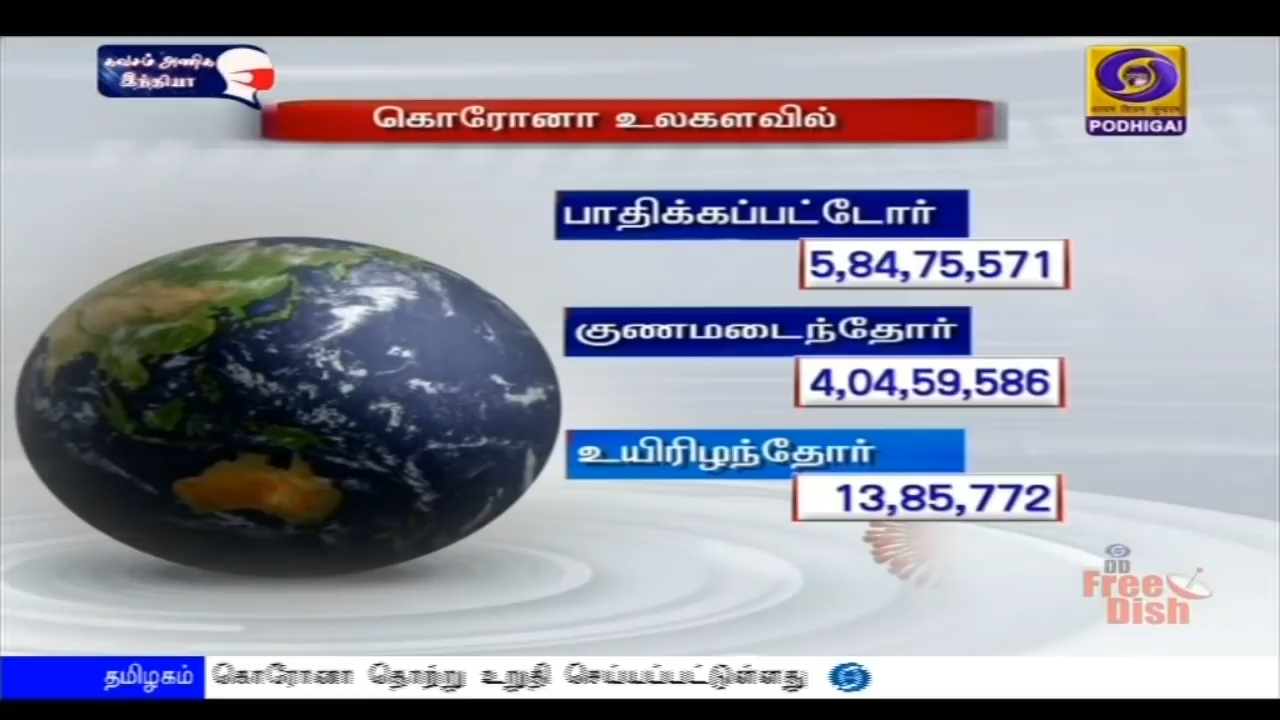 கவசம் அணிக
இந்தியா
கொரோனா உலகளவில்
PODHIGAI
பாதிக்கப்பட்டோர்
5,84,75,571
குணமடைந்தோர்
4,04,59,586
உயிரிழந்தோர்
13,85,772
DD
Free
Dish
தமிழகம்
கொரோனா தொற்று உறுதி செய்யப்பட்டுள்ளது